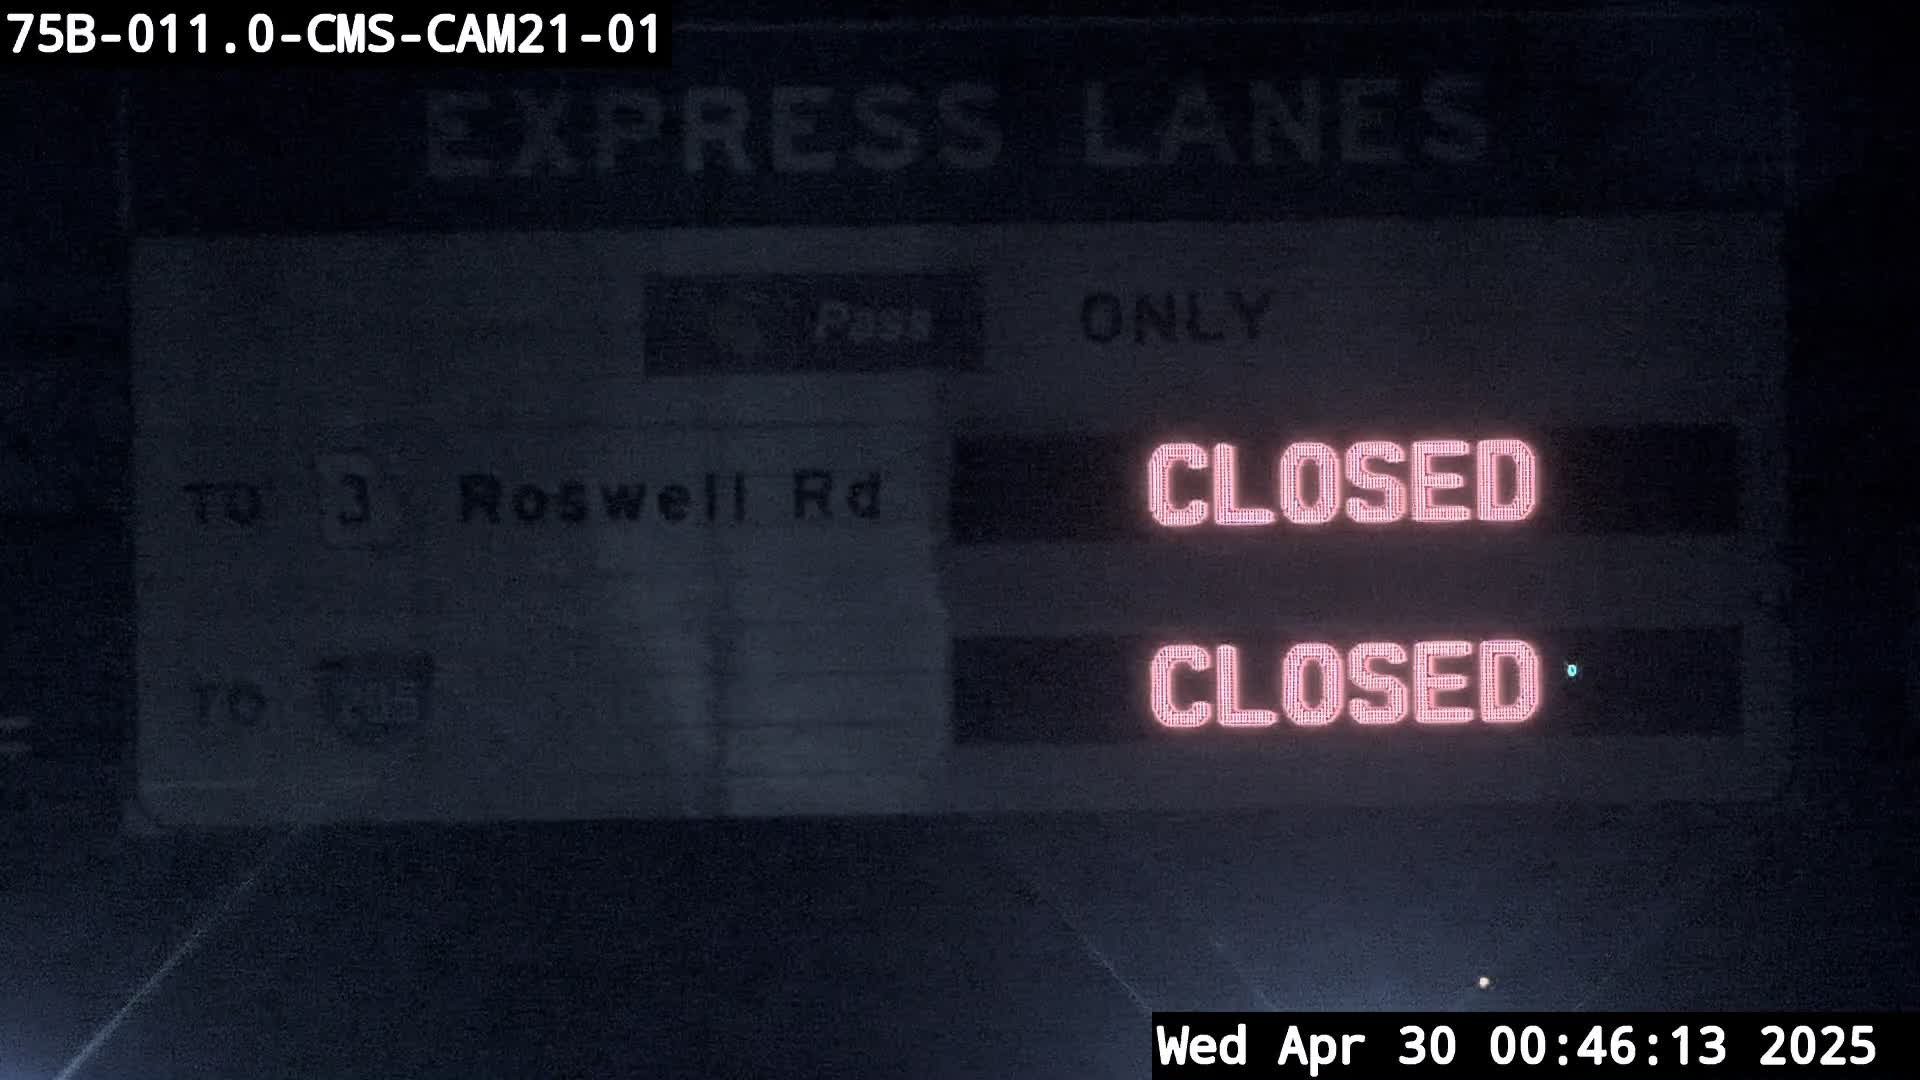 75B-011.0-CMS-CAM21-01
EXPRESS LANES
Pass ONLY
TO 3 Roswell Rd CLOSED
TO CLOSED
Wed Apr 30 00:46:13 2025